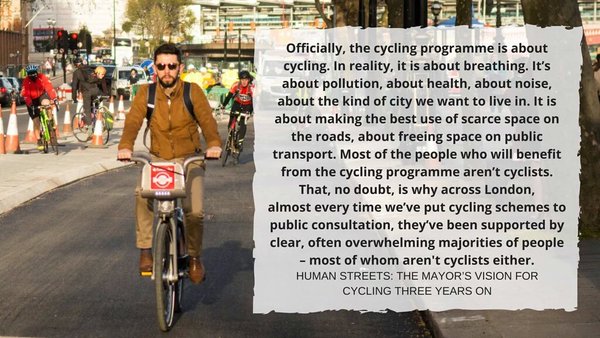 Officially, the cycling programme is about
cycling. In reality, it is about breathing. It’s
about pollution, about health, about noise,
about the kind of city we want to live in. It is
about making the best use of scarce space on
the roads, about freeing space on public
transport. Most of the people who will benefit
from the cycling programme aren’t cyclists.
That, no doubt, is why across London,
almost every time we’ve put cycling schemes to
public consultation, they’ve been supported by
clear, often overwhelming majorities of people
– most of whom aren't cyclists either.
HUMAN STREETS: THE MAYOR’S VISION FOR
CYCLING THREE YEARS ON